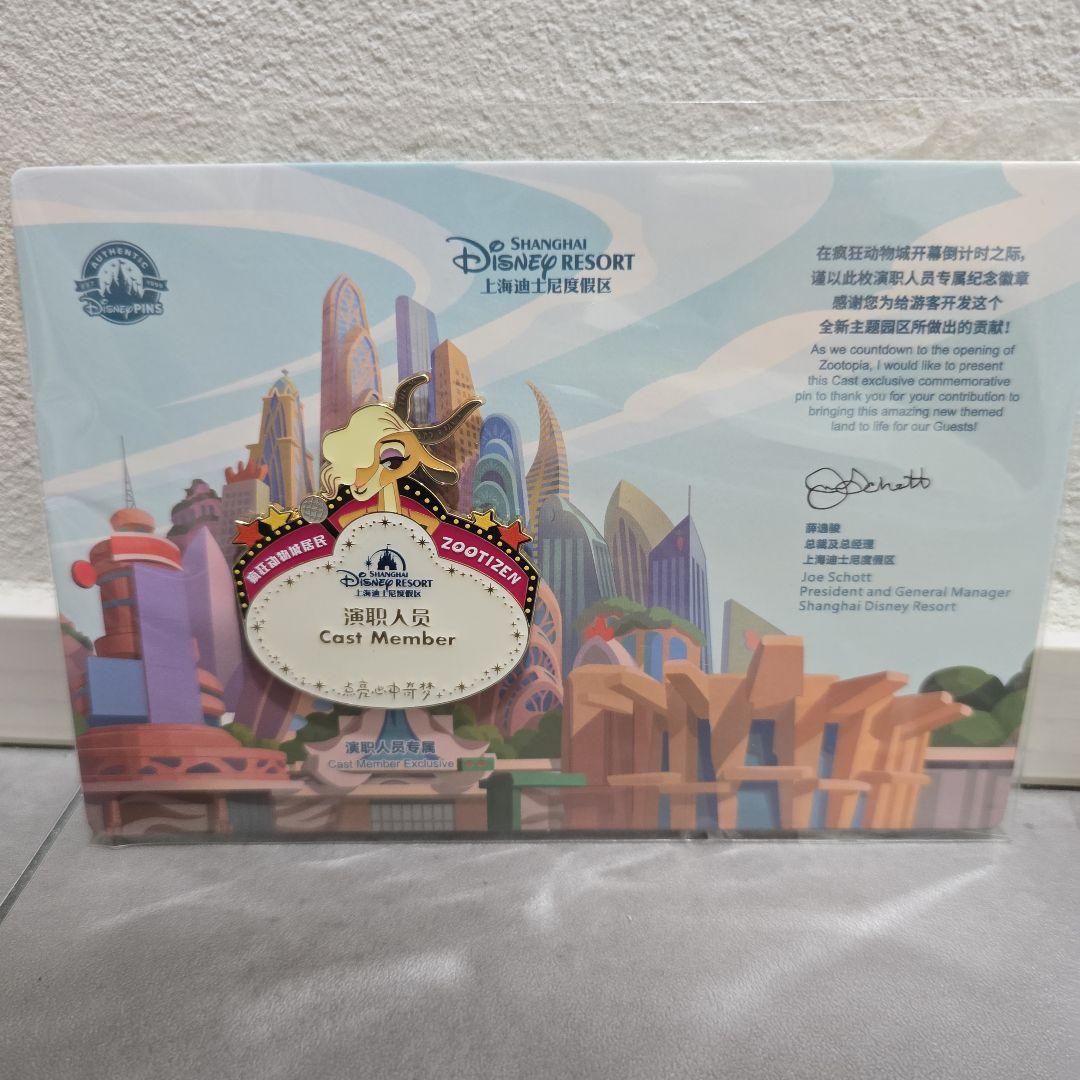 AUTHENTIC
EST. 1999
Disney PINS
SHANGHAI
Disney RESORT
上海迪士尼度假区
在疯狂动物城开幕倒计时之际,
谨以此枚演职人员专属纪念徽章
感谢您为给游客开发这个
全新主题园区所做出的贡献!
As we countdown to the opening of
Zootopia, I would like to present
this Cast exclusive commemorative
pin to thank you for your contribution to
bringing this amazing new themed
land to life for our Guests!
薛逸骏
总裁及总经理
上海迪士尼度假区
Joe Schott
President and General Manager
Shanghai Disney Resort
疯狂动物城居民
ZOOTIZEN
SHANGHAI
Disney RESORT
上海迪士尼度假区
演职人员
Cast Member
点亮心中奇梦
演职人员专属
Cast Member Exclusive